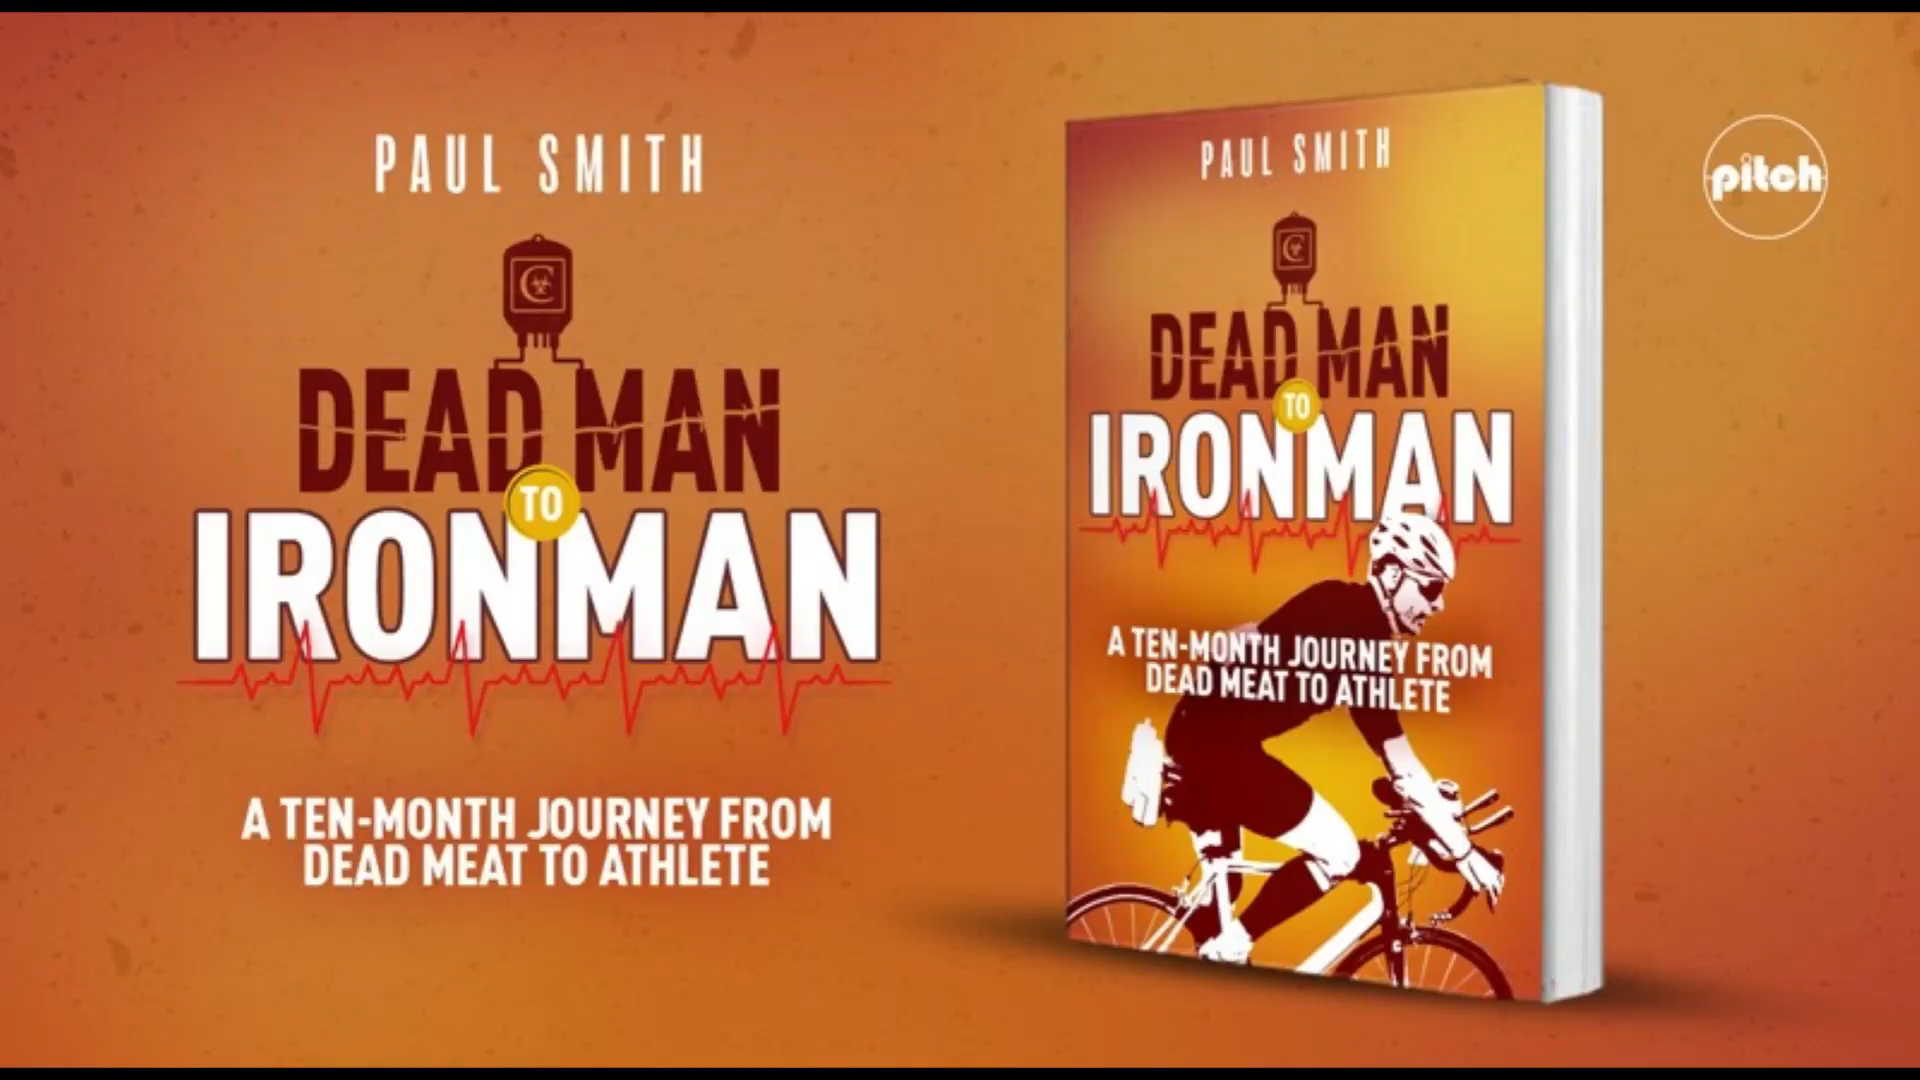 PAUL SMITH
C
DEAD MAN
TO
IRONMAN
A TEN-MONTH JOURNEY FROM
DEAD MEAT TO ATHLETE
PAUL SMITH
C
DEAD MAN
TO
IRONMAN
A TEN-MONTH JOURNEY FROM
DEAD MEAT TO ATHLETE
pitch